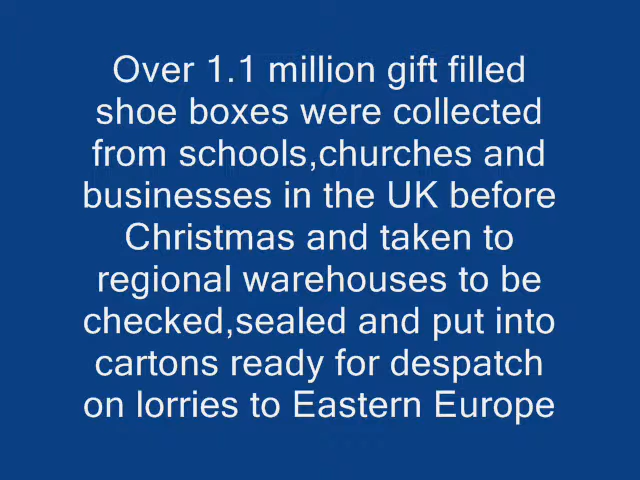 Over 1.1 million gift filled
shoe boxes were collected
from schools,churches and
businesses in the UK before
Christmas and taken to
regional warehouses to be
checked,sealed and put into
cartons ready for despatch
on lorries to Eastern Europe